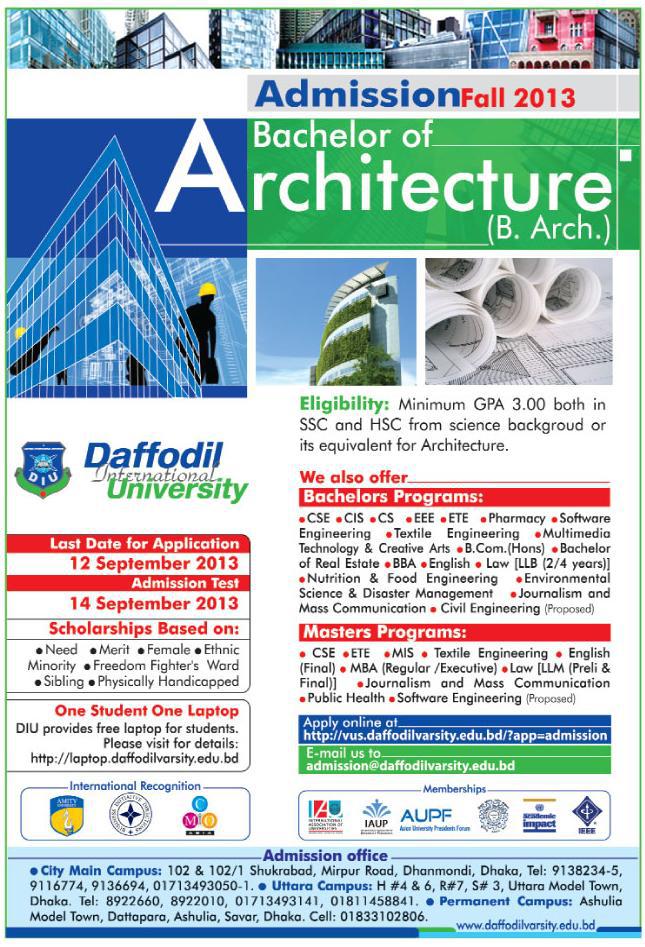 Admission Fall 2013
Bachelor of
Architecture
(B. Arch.)
Eligibility: Minimum GPA 3.00 both in
SSC and HSC from science backgroud or
its equivalent for Architecture.
DIU
Daffodil
International
University
Last Date for Application
12 September 2013
Admission Test
14 September 2013
Scholarships Based on:
● Need ● Merit ● Female ● Ethnic
Minority ● Freedom Fighter's Ward
● Sibling ● Physically Handicapped
One Student One Laptop
DIU provides free laptop for students.
Please visit for details:
http://laptop.daffodilvarsity.edu.bd
We also offer
Bachelors Programs:
● CSE ● CIS ● CS ● EEE ● ETE ● Pharmacy ● Software
Engineering ● Textile Engineering ● Multimedia
Technology & Creative Arts ● B.Com.(Hons) ● Bachelor
of Real Estate ● BBA ● English ● Law [LLB (2/4 years)]
● Nutrition & Food Engineering ● Environmental
Science & Disaster Management ● Journalism and
Mass Communication ● Civil Engineering (Proposed)
Masters Programs:
● CSE ● ETE ● MIS ● Textile Engineering ● English
(Final) ● MBA (Regular /Executive) ● Law [LLM (Preli &
Final)] ● Journalism and Mass Communication
● Public Health ● Software Engineering (Proposed)
Apply online at
http://vus.daffodilvarsity.edu.bd/?app=admission
E-mail us to
admission@daffodilvarsity.edu.bd
International Recognition
AMITY
UNIVERSITY
Memberships
INTERNATIONAL
ASSOCIATION OF
UNIVERSITIES
IAUP
AUPF
Asian University Presidents Forum
academic
impact
IEEE
Admission office
● City Main Campus: 102 & 102/1 Shukrabad, Mirpur Road, Dhanmondi, Dhaka, Tel: 9138234-5,
9116774, 9136694, 01713493050-1. ● Uttara Campus: H #4 & 6, R#7, S# 3, Uttara Model Town,
Dhaka. Tel: 8922660, 8922010, 01713493141, 01811458841. ● Permanent Campus: Ashulia
Model Town, Dattapara, Ashulia, Savar, Dhaka. Cell: 01833102806.
www.daffodilvarsity.edu.bd